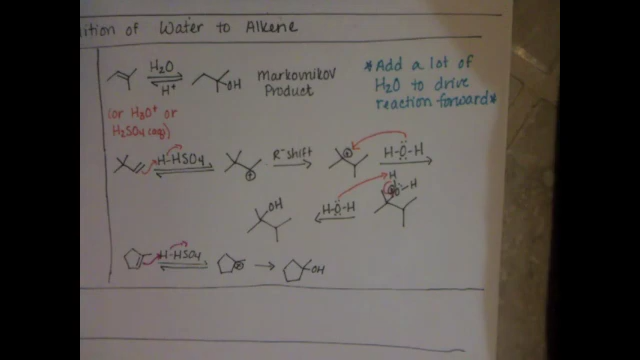 ition of Water to Alkene
H₂O
H⁺
OH
Markovnikov
Product
*Add a lot of
H₂O to drive
reaction forward*
(or H₃O⁺ or
H₂SO₄(aq))
H-HSO₄
R⁻ shift
H-Ö-H
OH
H-Ö-H
H
O-H
H-HSO₄
OH